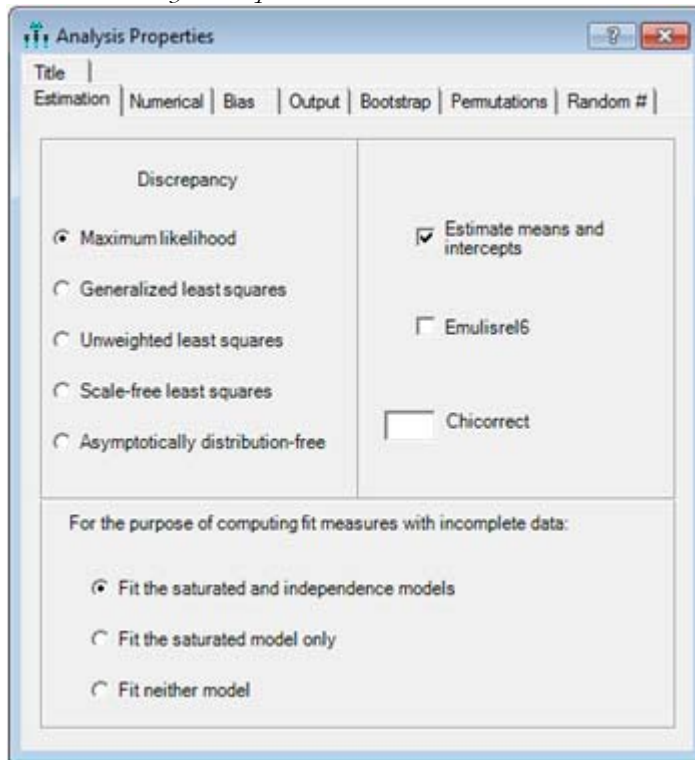 Analysis Properties
Title
Estimation Numerical Bias Output Bootstrap Permutations Random #
Discrepancy
Maximum likelihood
Generalized least squares
Unweighted least squares
Scale-free least squares
Asymptotically distribution-free
Estimate means and
intercepts
Emulisrel6
Chicorrect
For the purpose of computing fit measures with incomplete data:
Fit the saturated and independence models
Fit the saturated model only
Fit neither model